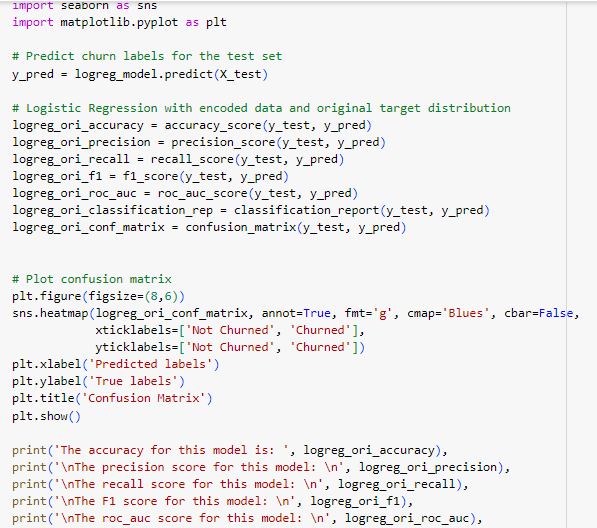 import seaborn as sns
import matplotlib.pyplot as plt
# Predict churn labels for the test set
y_pred = logreg_model.predict(X_test)
# Logistic Regression with encoded data and original target distribution
logreg_ori_accuracy = accuracy_score(y_test, y_pred)
logreg_ori_precision = precision_score(y_test, y_pred)
logreg_ori_recall = recall_score(y_test, y_pred)
logreg_ori_f1 = f1_score(y_test, y_pred)
logreg_ori_roc_auc = roc_auc_score(y_test, y_pred)
logreg_ori_classification_rep = classification_report(y_test, y_pred)
logreg_ori_conf_matrix = confusion_matrix(y_test, y_pred)
# Plot confusion matrix
plt.figure(figsize=(8,6))
sns.heatmap(logreg_ori_conf_matrix, annot=True, fmt='g', cmap='Blues', cbar=False,
xticklabels=['Not Churned', 'Churned'],
yticklabels=['Not Churned', 'Churned'])
plt.xlabel('Predicted labels')
plt.ylabel('True labels')
plt.title('Confusion Matrix')
plt.show()
print('The accuracy for this model is: ', logreg_ori_accuracy),
print('\nThe precision score for this model: \n', logreg_ori_precision),
print('\nThe recall score for this model: \n', logreg_ori_recall),
print('\nThe F1 score for this model: \n', logreg_ori_f1),
print('\nThe roc_auc score for this model: \n', logreg_ori_roc_auc),